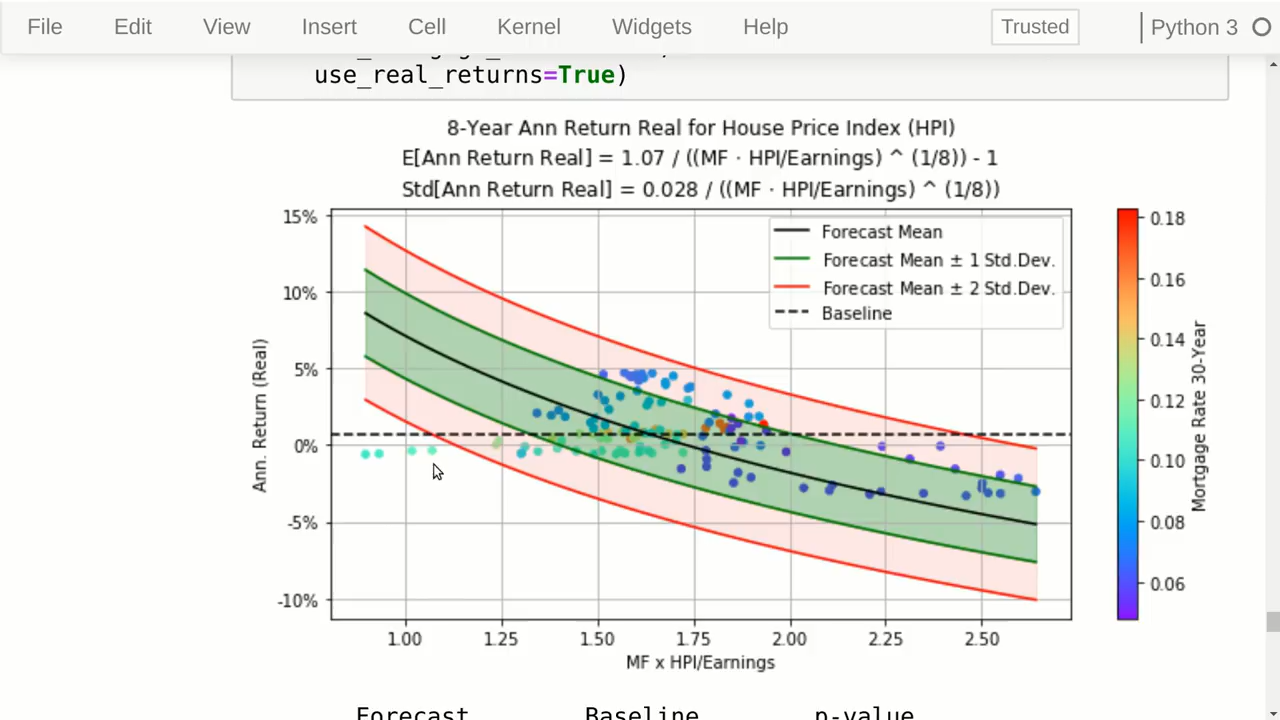 File Edit View Insert Cell Kernel Widgets Help Trusted Python 3
use_real_returns=True)
8-Year Ann Return Real for House Price Index (HPI)
E[Ann Return Real] = 1.07 / ((MF · HPI/Earnings) ^ (1/8)) - 1
Std[Ann Return Real] = 0.028 / ((MF · HPI/Earnings) ^ (1/8))
15%
10%
5%
0%
-5%
-10%
Ann. Return (Real)
Forecast Mean
Forecast Mean ± 1 Std.Dev.
Forecast Mean ± 2 Std.Dev.
Baseline
1.00 1.25 1.50 1.75 2.00 2.25 2.50
MF x HPI/Earnings
0.18
0.16
0.14
0.12
0.10
0.08
0.06
Mortgage Rate 30-Year
Forecast Baseline p-value